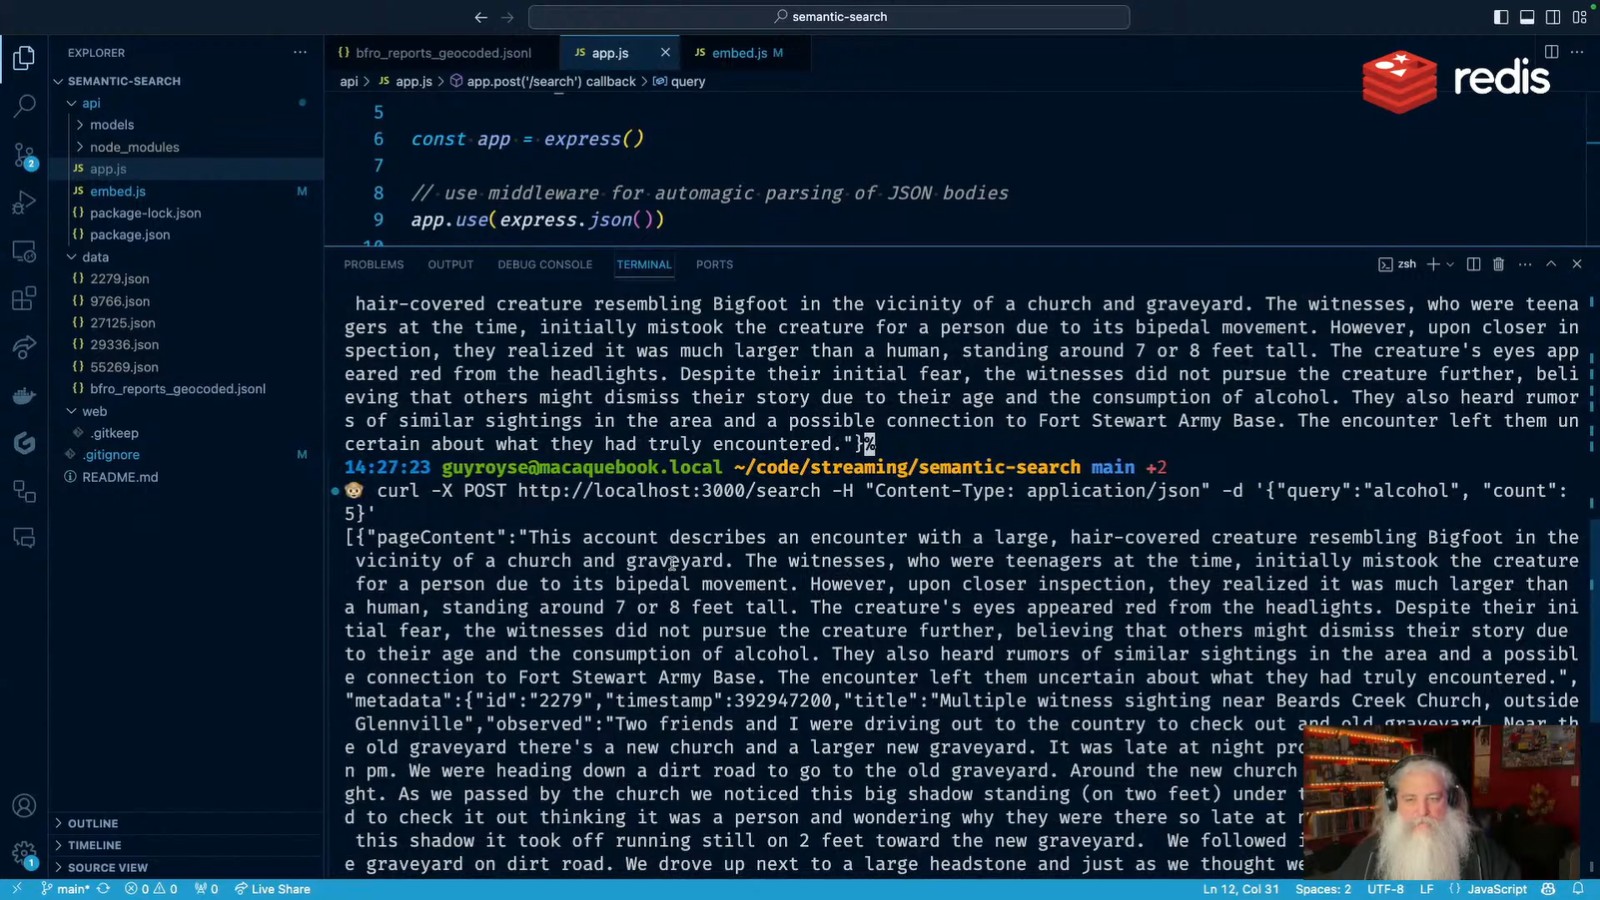 semantic-search
EXPLORER
SEMANTIC-SEARCH
api
models
node_modules
JS app.js
JS embed.js M
{} package-lock.json
{} package.json
data
{} 2279.json
{} 9766.json
{} 27125.json
{} 29336.json
{} 55269.json
{} bfro_reports_geocoded.jsonl
web
.gitkeep
.gitignore
README.md
OUTLINE
TIMELINE
SOURCE VIEW
2
1
{} bfro_reports_geocoded.jsonl
JS app.js
JS embed.js M
api > JS app.js > app.post('/search') callback > query
redis
5
6 const app = express()
7
8 // use middleware for automagic parsing of JSON bodies
9 app.use(express.json())
10
PROBLEMS OUTPUT DEBUG CONSOLE TERMINAL PORTS
zsh
hair-covered creature resembling Bigfoot in the vicinity of a church and graveyard. The witnesses, who were teena
gers at the time, initially mistook the creature for a person due to its bipedal movement. However, upon closer in
spection, they realized it was much larger than a human, standing around 7 or 8 feet tall. The creature's eyes app
eared red from the headlights. Despite their initial fear, the witnesses did not pursue the creature further, beli
eving that others might dismiss their story due to their age and the consumption of alcohol. They also heard rumor
s of similar sightings in the area and a possible connection to Fort Stewart Army Base. The encounter left them un
certain about what they had truly encountered."}%
14:27:23 guyroyse@macaquebook.local ~/code/streaming/semantic-search main +2
curl -X POST http://localhost:3000/search -H "Content-Type: application/json" -d '{"query":"alcohol", "count":
5}'
[{"pageContent":"This account describes an encounter with a large, hair-covered creature resembling Bigfoot in the
vicinity of a church and graveyard. The witnesses, who were teenagers at the time, initially mistook the creature
for a person due to its bipedal movement. However, upon closer inspection, they realized it was much larger than
a human, standing around 7 or 8 feet tall. The creature's eyes appeared red from the headlights. Despite their ini
tial fear, the witnesses did not pursue the creature further, believing that others might dismiss their story due
to their age and the consumption of alcohol. They also heard rumors of similar sightings in the area and a possibl
e connection to Fort Stewart Army Base. The encounter left them uncertain about what they had truly encountered.",
"metadata":{"id":"2279","timestamp":392947200,"title":"Multiple witness sighting near Beards Creek Church, outside
Glennville","observed":"Two friends and I were driving out to the country to check out and old graveyard. Near th
e old graveyard there's a new church and a larger new graveyard. It was late at night pro
n pm. We were heading down a dirt road to go to the old graveyard. Around the new church
ght. As we passed by the church we noticed this big shadow standing (on two feet) under t
d to check it out thinking it was a person and wondering why they were there so late at n
this shadow it took off running still on 2 feet toward the new graveyard. We followed i
e graveyard on dirt road. We drove up next to a large headstone and just as we thought we
main* 0 0 0 Live Share
Ln 12, Col 31 Spaces: 2 UTF-8 LF {} JavaScript